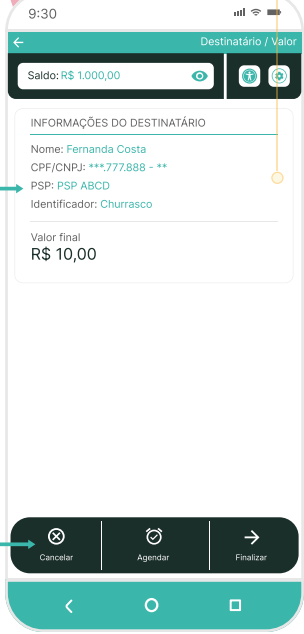 9:30
Destinatário / Valor
Saldo: R$ 1.000,00
INFORMAÇÕES DO DESTINATÁRIO
Nome: Fernanda Costa
CPF/CNPJ: ***.777.888 - **
PSP: PSP ABCD
Identificador: Churrasco
Valor final
R$ 10,00
Cancelar
Agendar
Finalizar